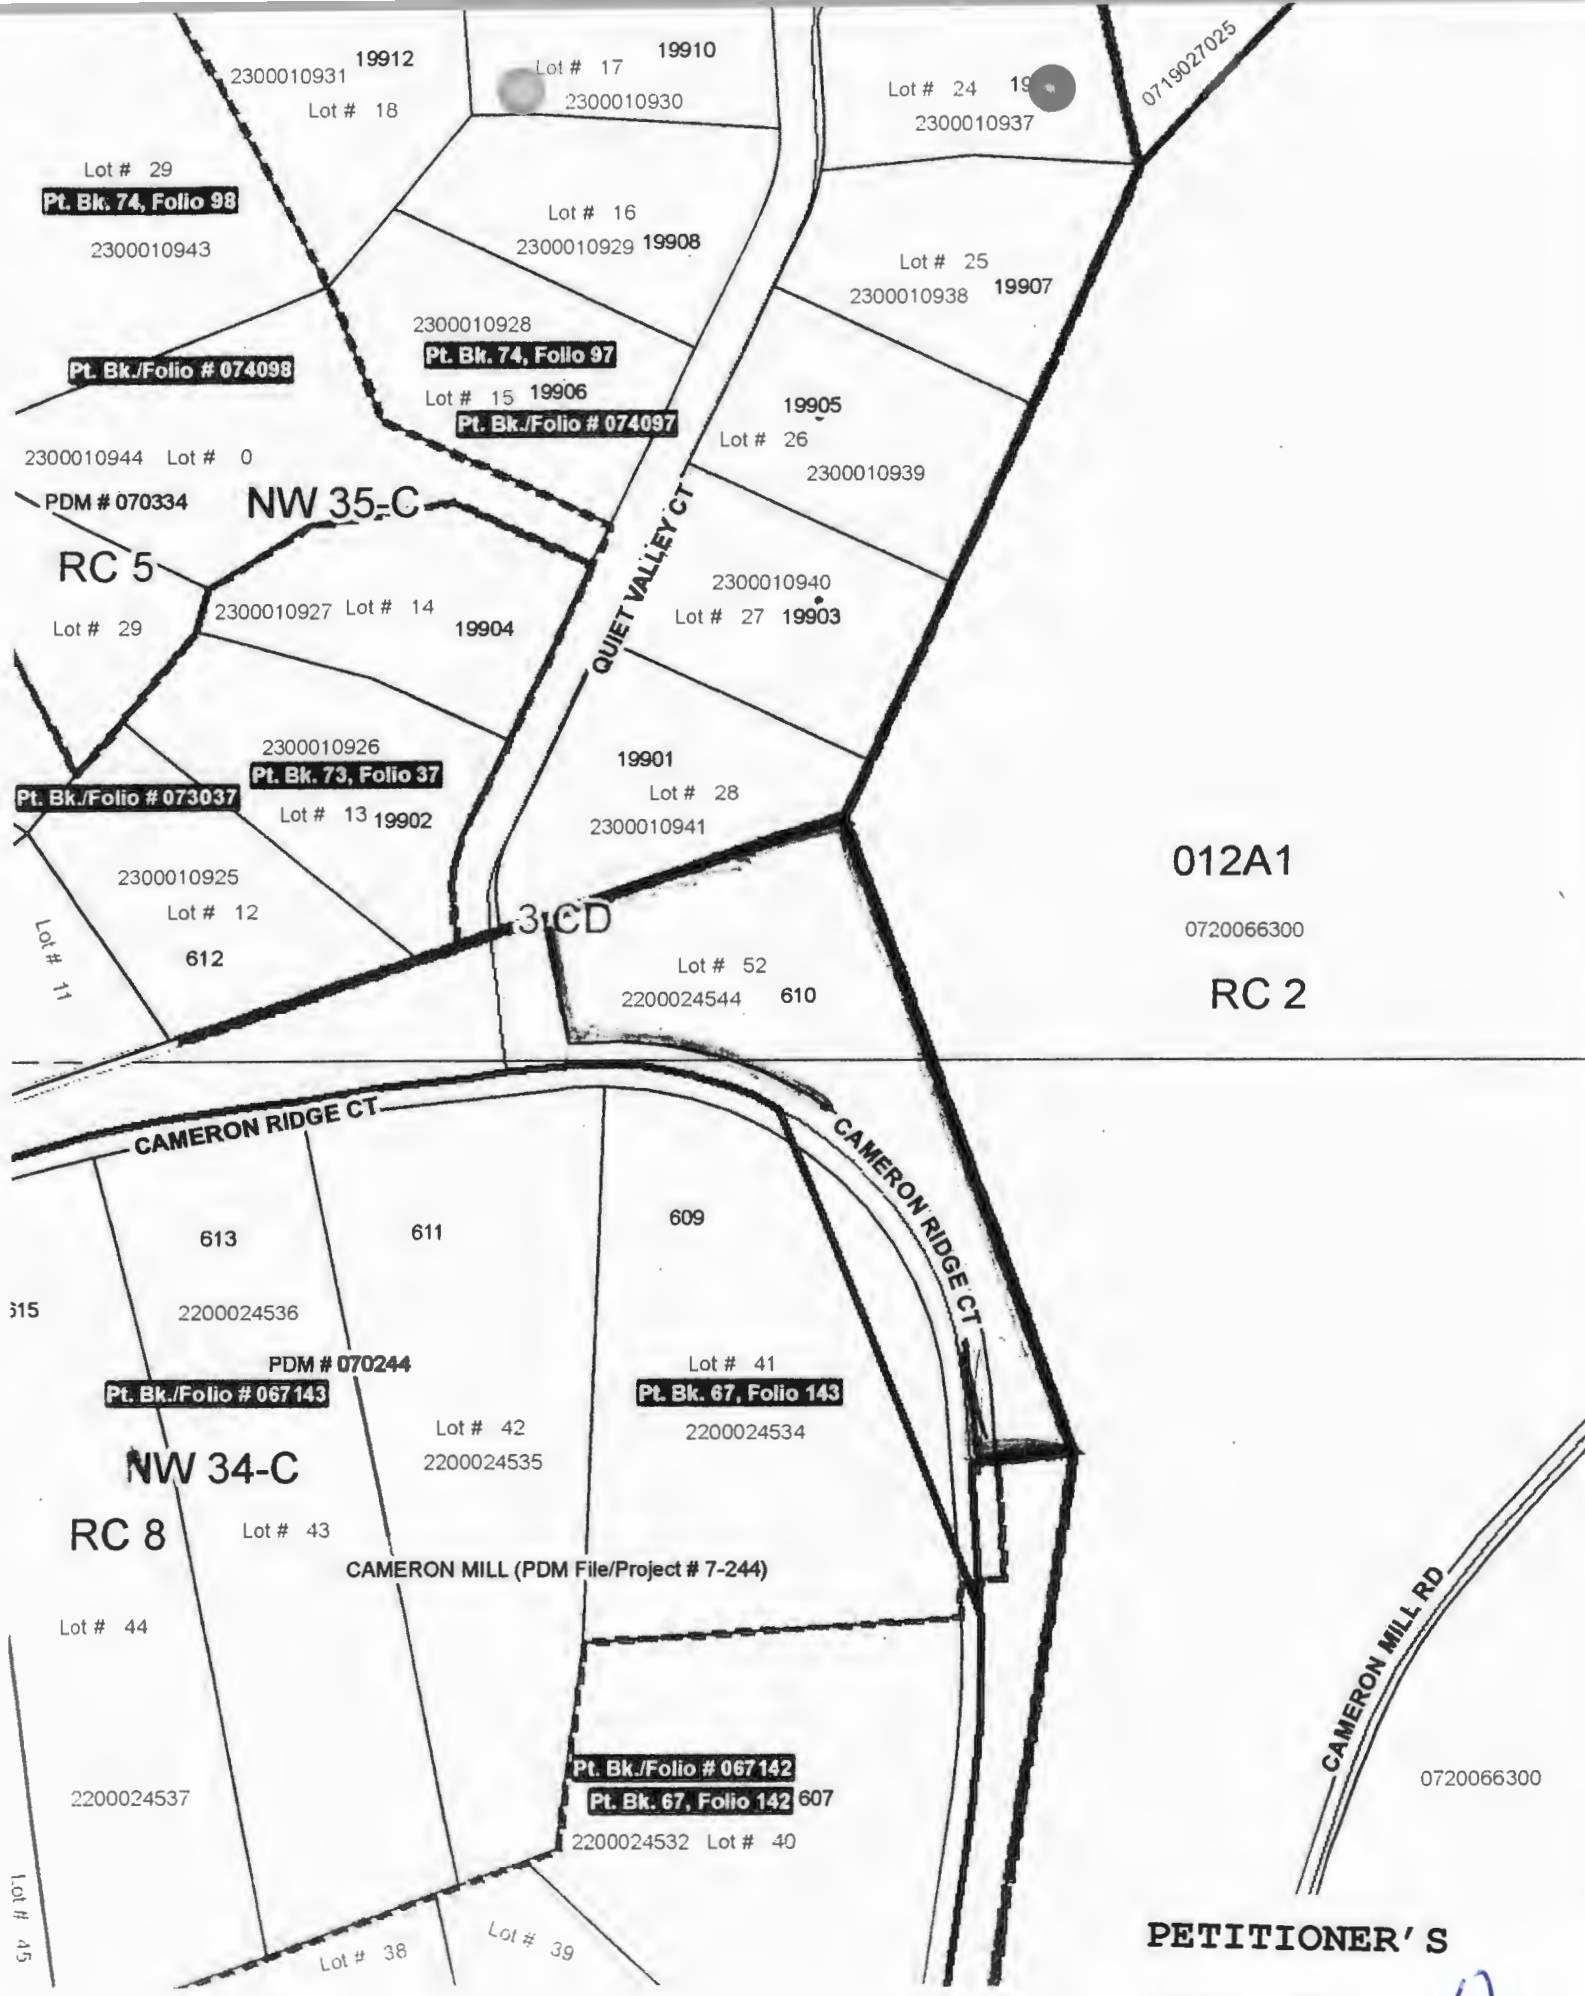 19912
2300010931
Lot # 18
Lot # 17
19910
2300010930
Lot # 24
2300010937
0719027025
Lot # 29
Pt. Bk. 74, Folio 98
2300010943
Lot # 16
2300010929 19908
Lot # 25
2300010938 19907
2300010928
Pt. Bk. 74, Folio 97
Lot # 15 19906
Pt. Bk./Folio # 074097
Pt. Bk./Folio # 074098
19905
Lot # 26
2300010939
2300010944 Lot # 0
PDM # 070334
NW 35-C
RC 5
Lot # 29
2300010927 Lot # 14
19904
QUIET VALLEY CT
2300010940
Lot # 27 19903
2300010926
Pt. Bk. 73, Folio 37
Lot # 13 19902
Pt. Bk./Folio # 073037
19901
Lot # 28
2300010941
2300010925
Lot # 12
612
Lot # 11
3 CD
Lot # 52
2200024544 610
012A1
0720066300
RC 2
CAMERON RIDGE CT
CAMERON RIDGE CT
613
611
609
615
2200024536
PDM # 070244
Pt. Bk./Folio # 067143
Lot # 41
Pt. Bk. 67, Folio 143
2200024534
Lot # 42
2200024535
NW 34-C
RC 8
Lot # 43
CAMERON MILL (PDM File/Project # 7-244)
Lot # 44
2200024537
Pt. Bk./Folio # 067142
Pt. Bk. 67, Folio 142 607
2200024532 Lot # 40
CAMERON MILL RD
0720066300
Lot # 45
Lot # 38
Lot # 39
PETITIONER'S